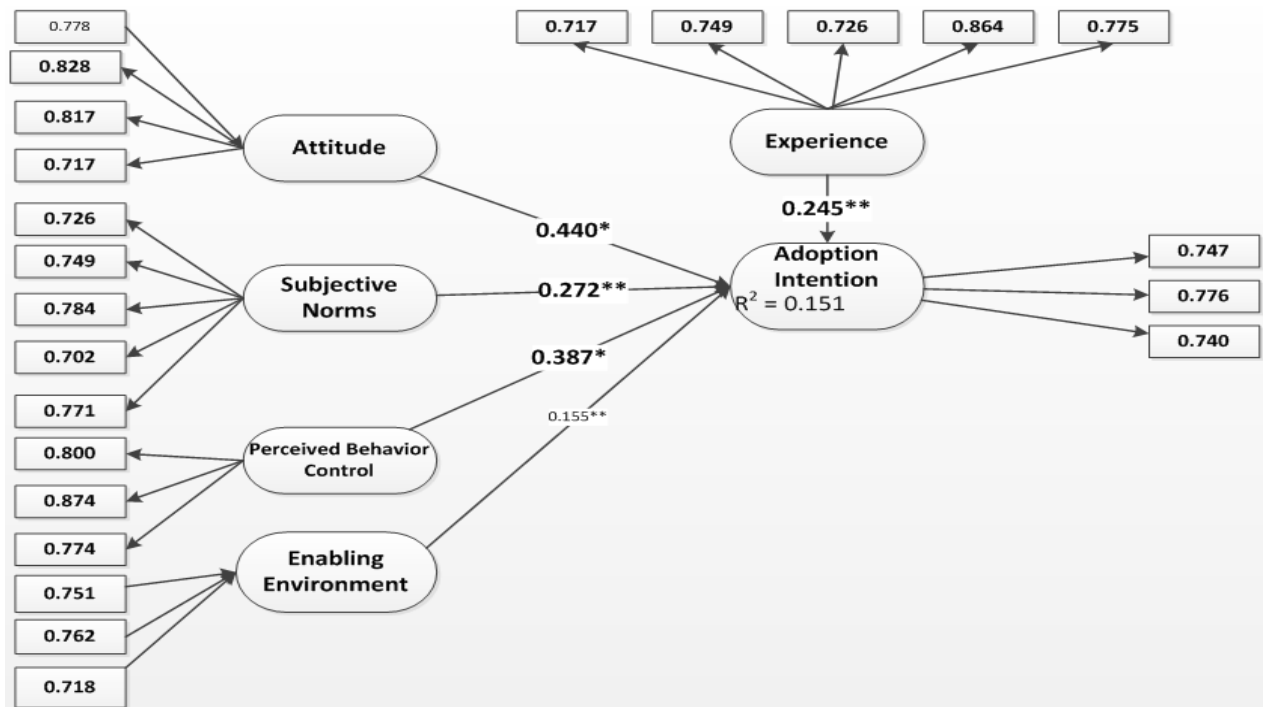 0.778
0.828
0.817
0.717
0.726
0.749
0.784
0.702
0.771
0.800
0.874
0.774
0.751
0.762
0.718
Attitude
Subjective
Norms
Perceived Behavior
Control
Enabling
Environment
0.440*
0.272**
0.387*
0.155**
0.717
0.749
0.726
0.864
0.775
Experience
0.245**
Adoption
Intention
R² = 0.151
0.747
0.776
0.740